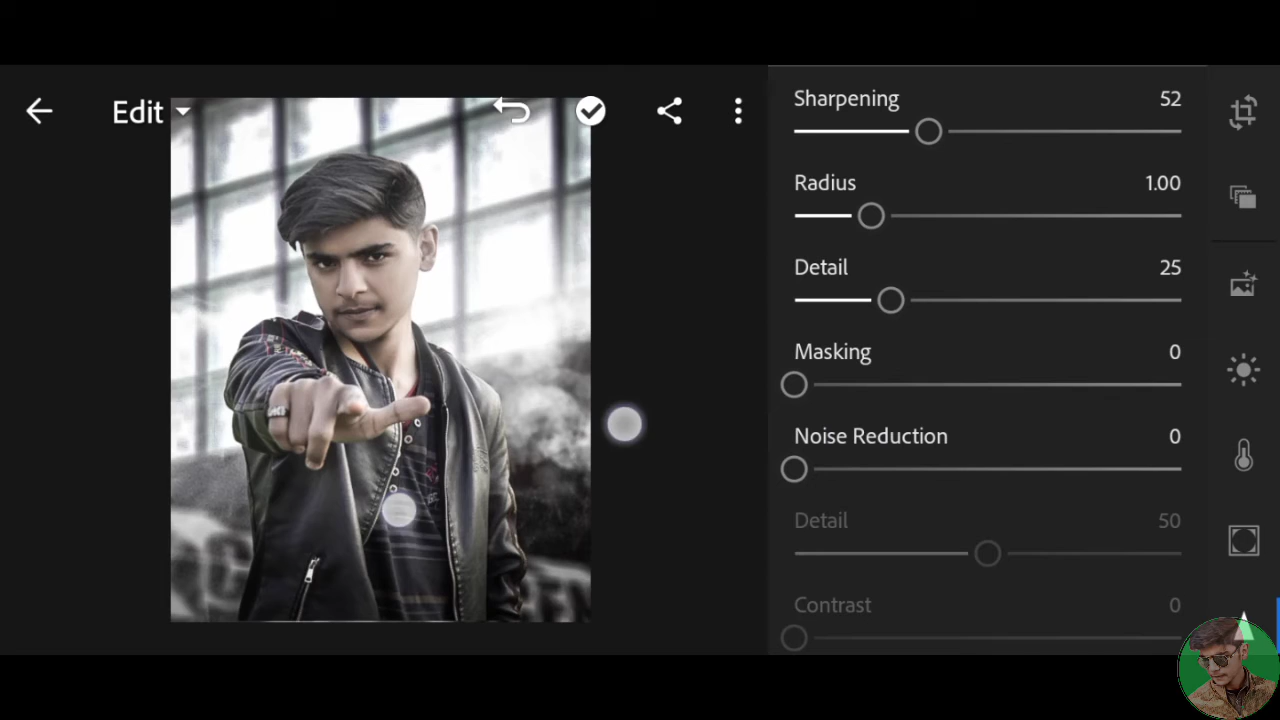 Edit
Sharpening 52
Radius 1.00
Detail 25
Masking 0
Noise Reduction 0
Detail 50
Contrast 0